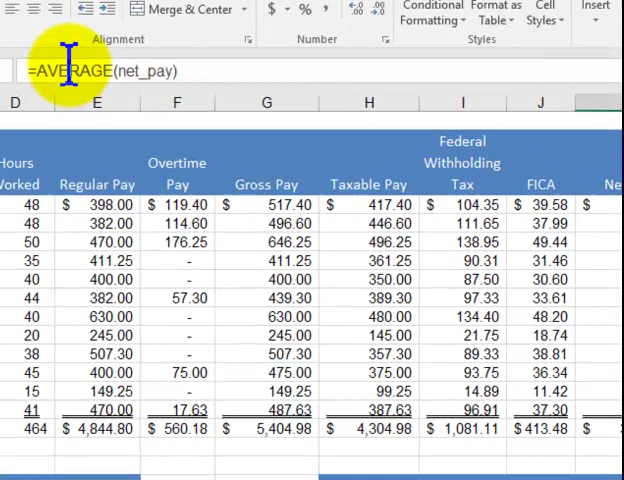 Merge & Center
$ % ,
Conditional Formatting
Format as Table
Cell Styles
Insert
Alignment
Number
Styles
=AVERAGE(net_pay)
D E F G H I J
Federal
Hours Overtime Withholding
Worked Regular Pay Pay Gross Pay Taxable Pay Tax FICA
48 $ 398.00 $ 119.40 $ 517.40 $ 417.40 $ 104.35 $ 39.58 $
48 382.00 114.60 496.60 446.60 111.65 37.99
50 470.00 176.25 646.25 496.25 138.95 49.44
35 411.25 - 411.25 361.25 90.31 31.46
40 400.00 - 400.00 350.00 87.50 30.60
44 382.00 57.30 439.30 389.30 97.33 33.61
40 630.00 - 630.00 480.00 134.40 48.20
20 245.00 - 245.00 145.00 21.75 18.74
38 507.30 - 507.30 357.30 89.33 38.81
45 400.00 75.00 475.00 375.00 93.75 36.34
15 149.25 - 149.25 99.25 14.89 11.42
41 470.00 17.63 487.63 387.63 96.91 37.30
464 $ 4,844.80 $ 560.18 $ 5,404.98 $ 4,304.98 $ 1,081.11 $ 413.48 $